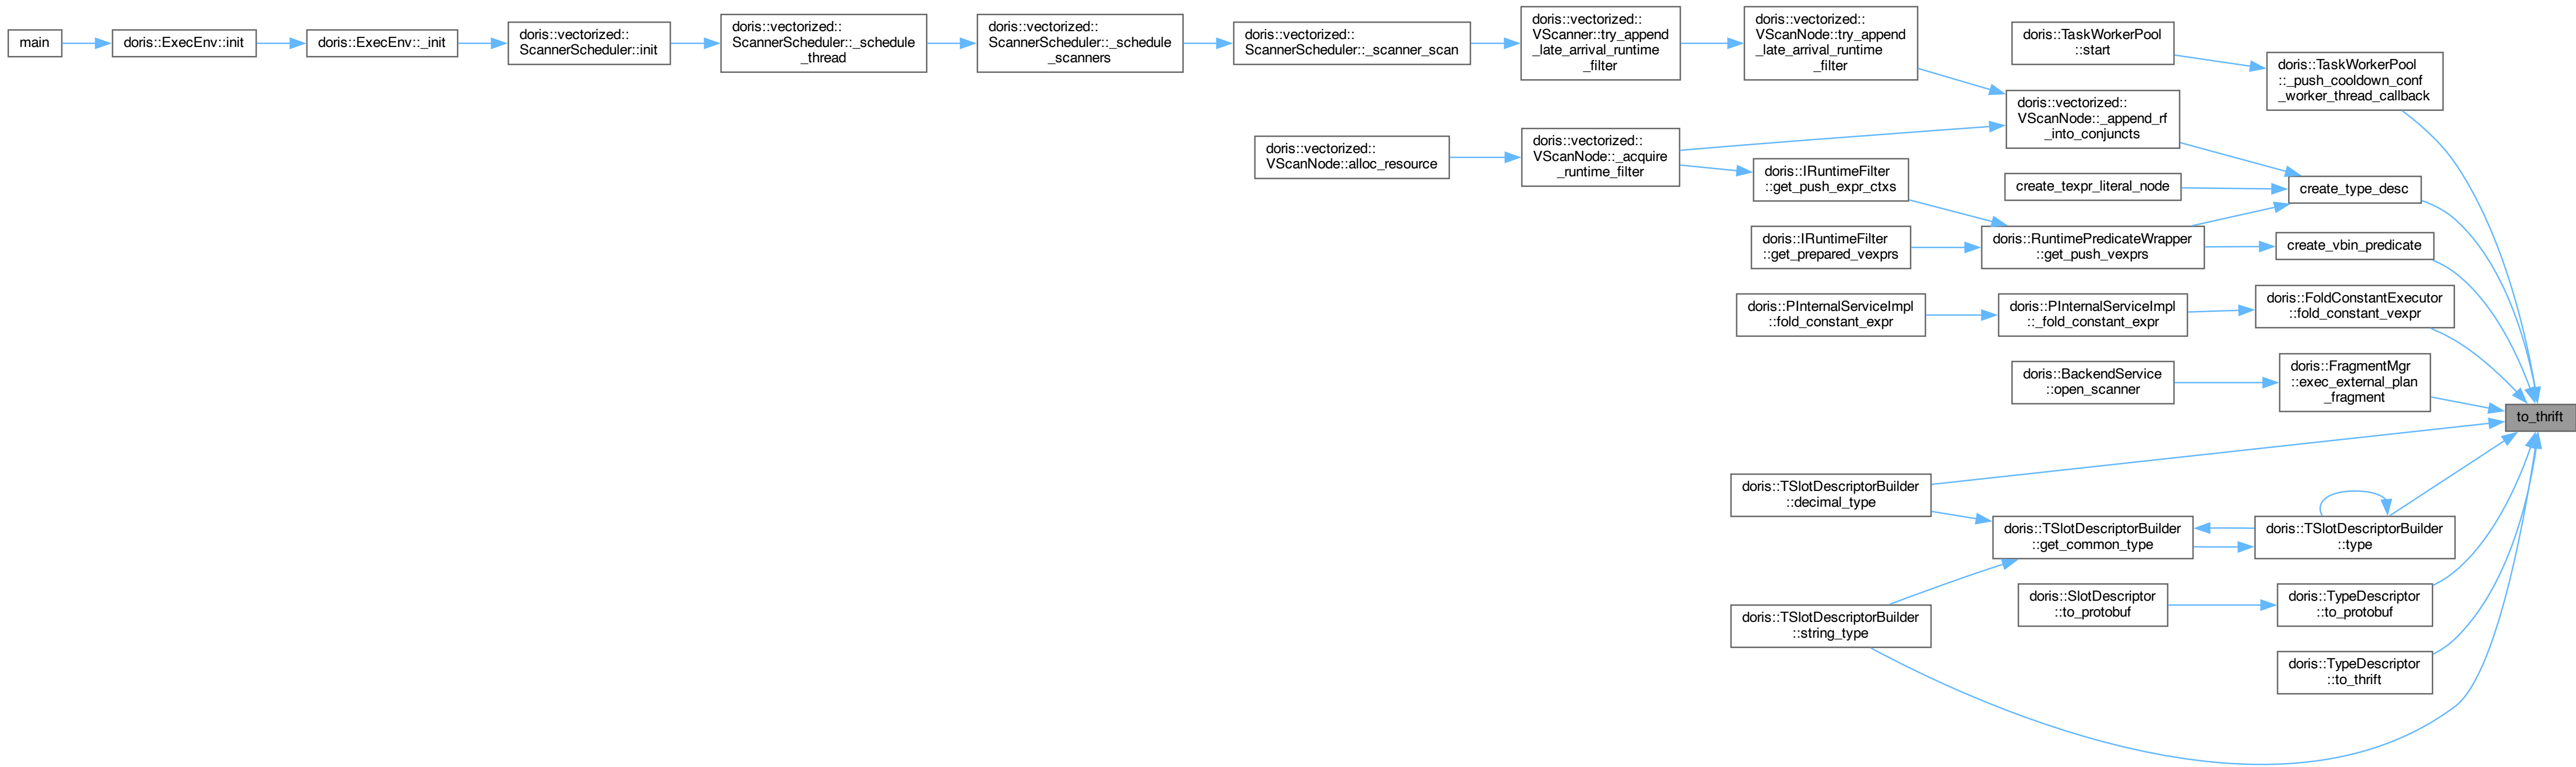 main
doris::ExecEnv::init
doris::ExecEnv::_init
doris::vectorized::
ScannerScheduler::init
doris::vectorized::
ScannerScheduler::_schedule
_thread
doris::vectorized::
ScannerScheduler::_schedule
_scanners
doris::vectorized::
ScannerScheduler::_scanner_scan
doris::vectorized::
VScanner::try_append
_late_arrival_runtime
_filter
doris::vectorized::
VScanNode::try_append
_late_arrival_runtime
_filter
doris::TaskWorkerPool
::start
doris::TaskWorkerPool
::_push_cooldown_conf
_worker_thread_callback
doris::vectorized::
VScanNode::_append_rf
_into_conjuncts
doris::vectorized::
VScanNode::alloc_resource
doris::vectorized::
VScanNode::_acquire
_runtime_filter
doris::IRuntimeFilter
::get_push_expr_ctxs
create_texpr_literal_node
create_type_desc
doris::IRuntimeFilter
::get_prepared_vexprs
doris::RuntimePredicateWrapper
::get_push_vexprs
create_vbin_predicate
doris::PInternalServiceImpl
::fold_constant_expr
doris::PInternalServiceImpl
::_fold_constant_expr
doris::FoldConstantExecutor
::fold_constant_vexpr
doris::BackendService
::open_scanner
doris::FragmentMgr
::exec_external_plan
_fragment
to_thrift
doris::TSlotDescriptorBuilder
::decimal_type
doris::TSlotDescriptorBuilder
::get_common_type
doris::TSlotDescriptorBuilder
::type
doris::TSlotDescriptorBuilder
::string_type
doris::SlotDescriptor
::to_protobuf
doris::TypeDescriptor
::to_protobuf
doris::TypeDescriptor
::to_thrift